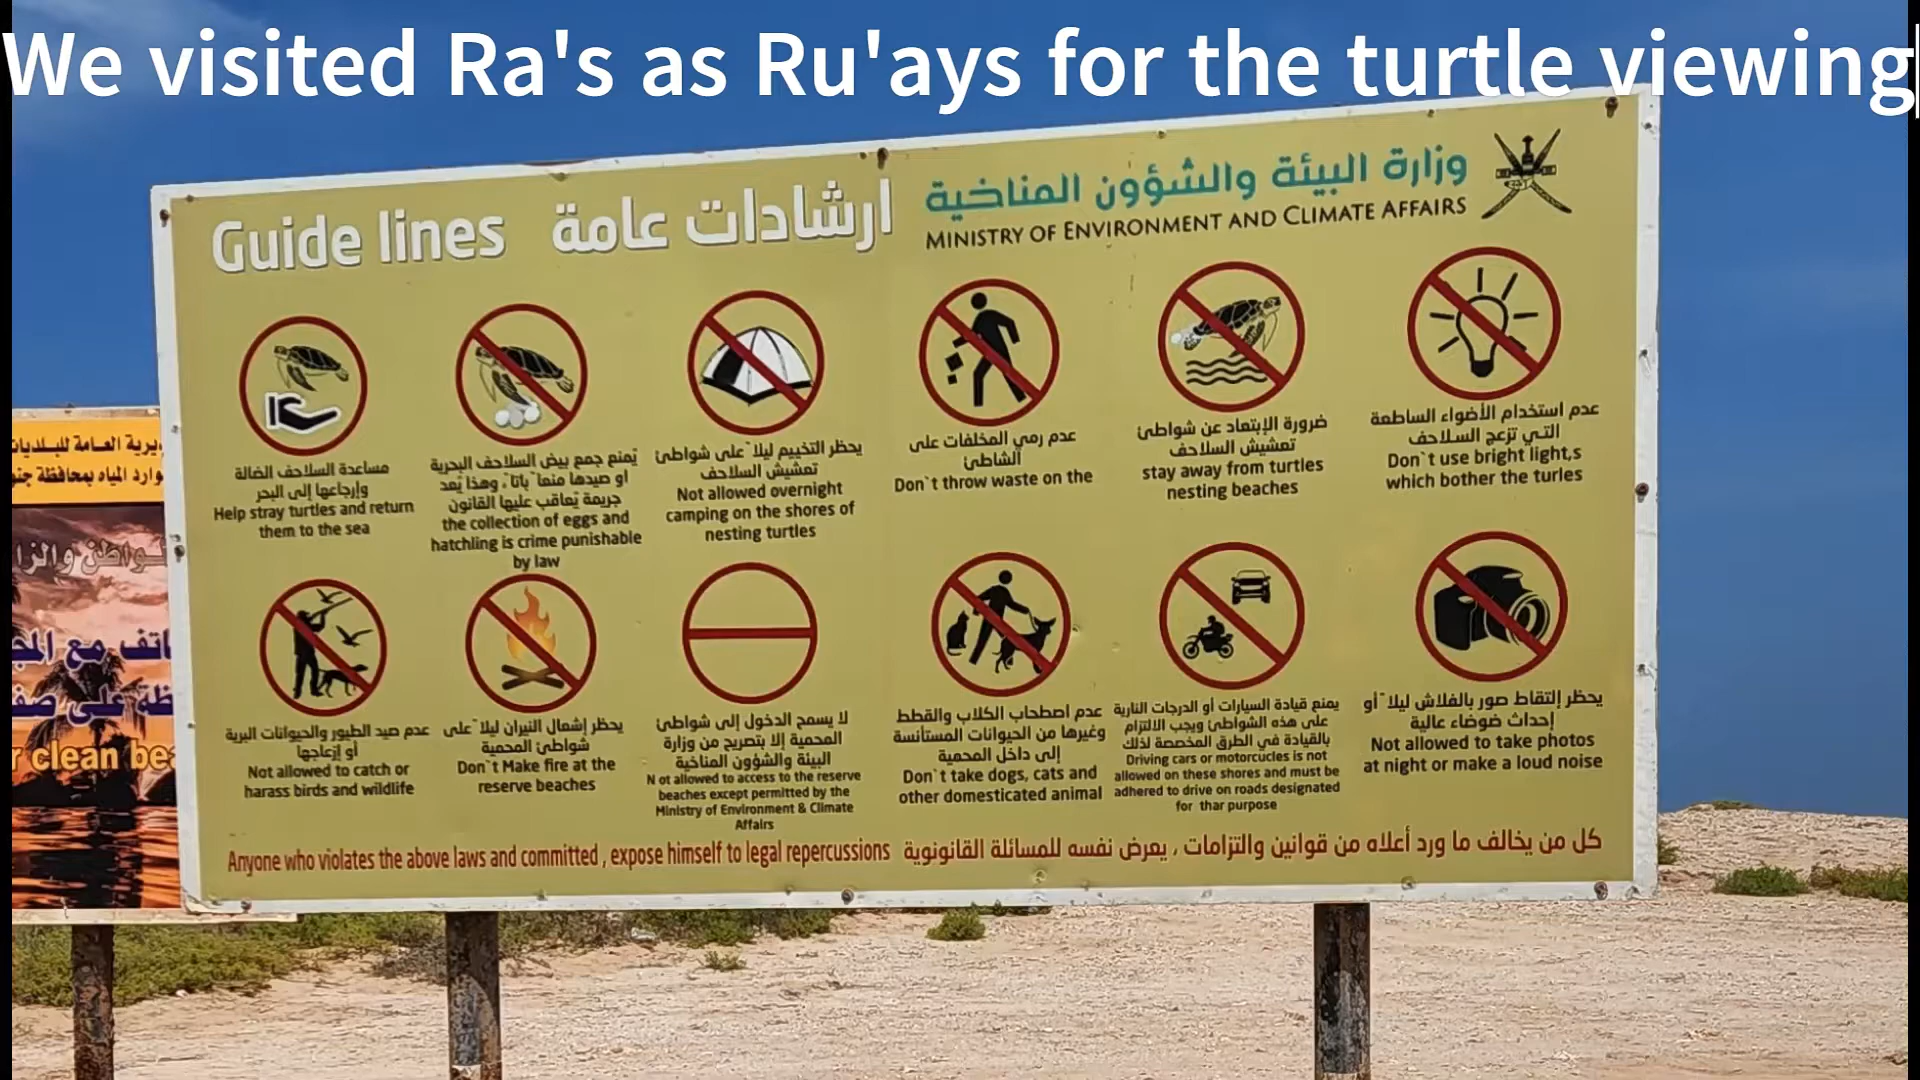 We visited Ra's as Ru'ays for the turtle viewing
Guide lines
ارشادات عامة
وزارة البيئة والشؤون المناخية
MINISTRY OF ENVIRONMENT AND CLIMATE AFFAIRS
مساعدة السلاحف الضالة
وإرجاعها إلى البحر
Help stray turtles and return
them to the sea
يُمنع جمع بيض السلاحف البحرية
او صيدها منعاً باتاً، وهذا يُعد
جريمة يُعاقب عليها القانون
the collection of eggs and
hatchling is crime punishable
by law
يحظر التخييم ليلاً على شواطئ
تعشيش السلاحف
Not allowed overnight
camping on the shores of
nesting turtles
عدم رمي المخلفات على
الشاطئ
Don`t throw waste on the
ضرورة الإبتعاد عن شواطئ
تعشيش السلاحف
stay away from turtles
nesting beaches
عدم استخدام الأضواء الساطعة
التي تزعج السلاحف
Don`t use bright light,s
which bother the turles
عدم صيد الطيور والحيوانات البرية
أو إزعاجها
Not allowed to catch or
harass birds and wildlife
يحظر إشعال النيران ليلاً على
شواطئ المحمية
Don`t Make fire at the
reserve beaches
لا يسمح الدخول إلى شواطئ
المحمية إلا بتصريح من وزارة
البيئة والشؤون المناخية
N ot allowed to access to the reserve
beaches except permitted by the
Ministry of Environment & Climate
Affairs
عدم اصطحاب الكلاب والقطط
وغيرها من الحيوانات المستأنسة
إلى داخل المحمية
Don`t take dogs, cats and
other domesticated animal
يمنع قيادة السيارات أو الدرجات النارية
على هذه الشواطئ ويجب الالتزام
بالقيادة في الطرق المخصصة لذلك
Driving cars or motorcucles is not
allowed on these shores and must be
adhered to drive on roads designated
for thar purpose
يحظر إلتقاط صور بالفلاش ليلاً أو
إحداث ضوضاء عالية
Not allowed to take photos
at night or make a loud noise
Anyone who violates the above laws and committed , expose himself to legal repercussions
كل من يخالف ما ورد أعلاه من قوانين والتزامات ، يعرض نفسه للمسائلة القانونوية
العامة للبلديات
المياه بمحافظة
مع
على
clean